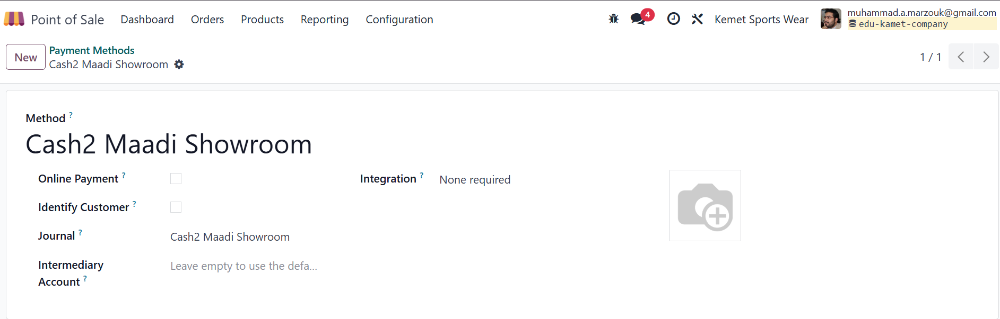 Point of Sale Dashboard Orders Products Reporting Configuration 4 Kemet Sports Wear muhammad.a.marzouk@gmail.com
edu-kamet-company
New Payment Methods
Cash2 Maadi Showroom 1 / 1
Method ?
Cash2 Maadi Showroom
Online Payment ? Integration ? None required
Identify Customer ?
Journal ? Cash2 Maadi Showroom
Intermediary Leave empty to use the defa...
Account ?